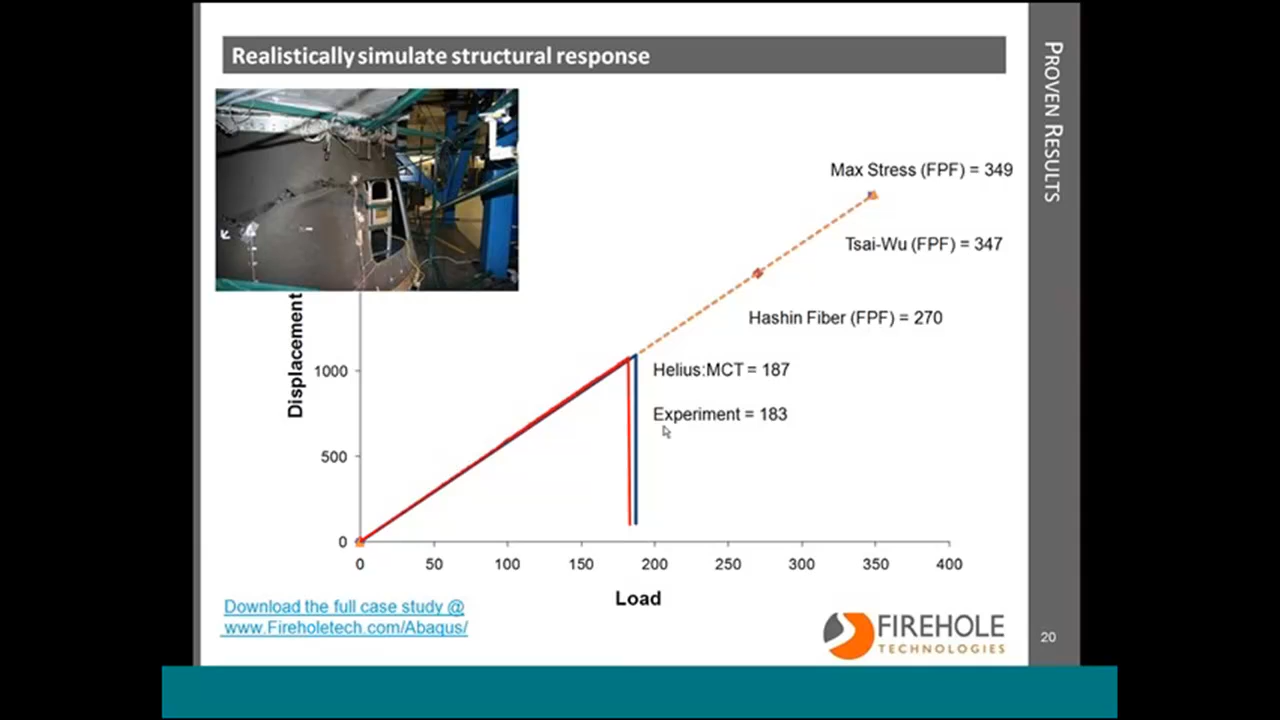 Realistically simulate structural response
PROVEN RESULTS
Max Stress (FPF) = 349
Tsai-Wu (FPF) = 347
Hashin Fiber (FPF) = 270
Helius:MCT = 187
Experiment = 183
Displacement
1000
500
0
0 50 100 150 200 250 300 350 400
Load
Download the full case study @
www.Fireholetech.com/Abaqus/
FIREHOLE
TECHNOLOGIES
20